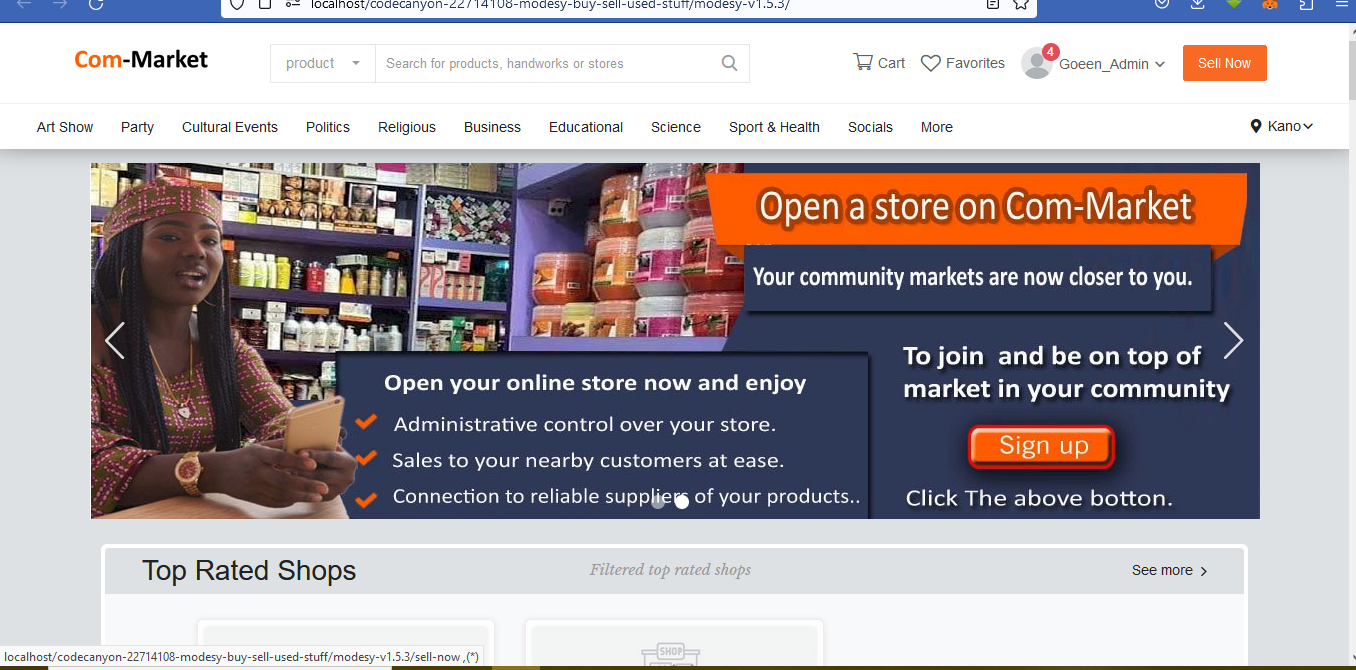 localhost/codecanyon-22714108-modesy-buy-sell-used-stuff/modesy-v1.5.3/
Com-Market
product
Search for products, handworks or stores
Cart
Favorites
4
Goeen_Admin
Sell Now
Art Show
Party
Cultural Events
Politics
Religious
Business
Educational
Science
Sport & Health
Socials
More
Kano
Open a store on Com-Market
Your community markets are now closer to you.
To join and be on top of
market in your community
Sign up
Click The above botton.
Open your online store now and enjoy
Administrative control over your store.
Sales to your nearby customers at ease.
Connection to reliable suppliers of your products..
Top Rated Shops
Filtered top rated shops
See more
SHOP
localhost/codecanyon-22714108-modesy-buy-sell-used-stuff/modesy-v1.5.3/sell-now ,(*)